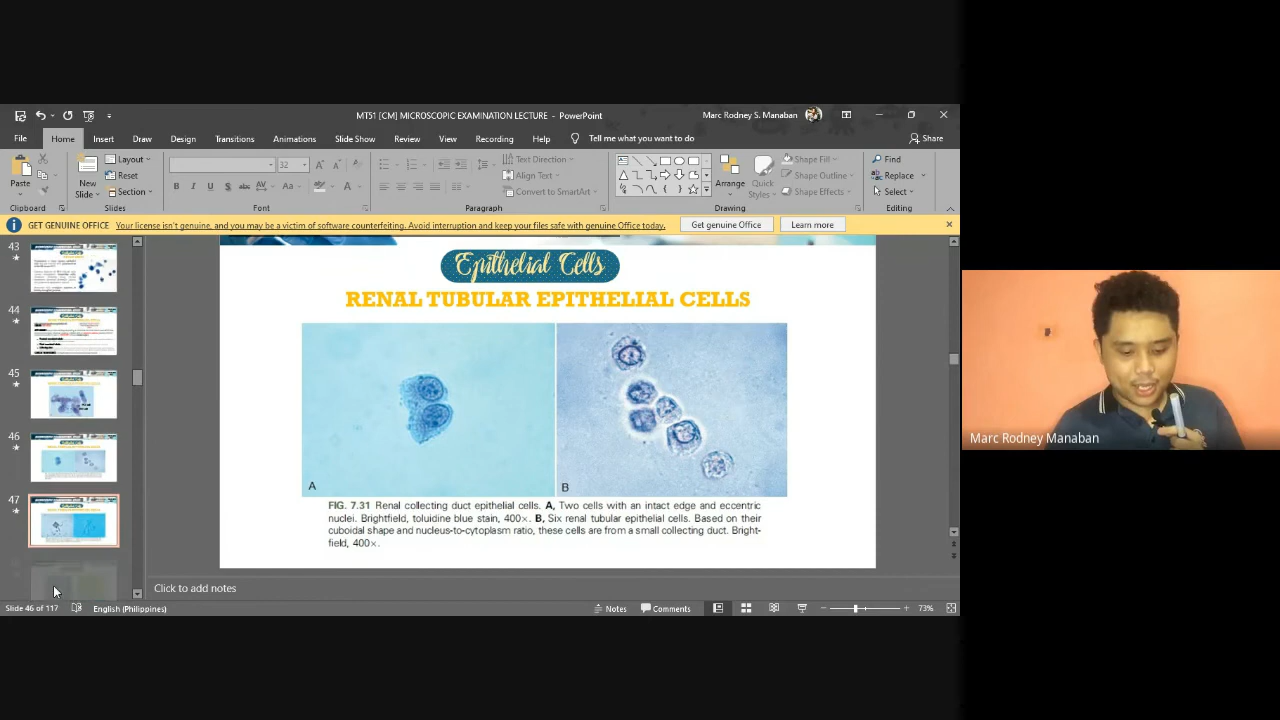 MT51 [CM] MICROSCOPIC EXAMINATION LECTURE - PowerPoint
Marc Rodney S. Manaban
File Home Insert Draw Design Transitions Animations Slide Show Review View Recording Help Tell me what you want to do Share
Paste
Clipboard
New Slide
Layout
Reset
Section
Slides
32
B I U S abc AV Aa A
Font
Text Direction
Align Text
Convert to SmartArt
Paragraph
Arrange
Quick Styles
Shape Fill
Shape Outline
Shape Effects
Drawing
Find
Replace
Select
Editing
GET GENUINE OFFICE Your license isn't genuine, and you may be a victim of software counterfeiting. Avoid interruption and keep your files safe with genuine Office today. Get genuine Office Learn more
43
44
45
46
47
Epithelial Cells
RENAL TUBULAR EPITHELIAL CELLS
A
B
FIG. 7.31 Renal collecting duct epithelial cells. A, Two cells with an intact edge and eccentric
nuclei. Brightfield, toluidine blue stain, 400×. B, Six renal tubular epithelial cells. Based on their
cuboidal shape and nucleus-to-cytoplasm ratio, these cells are from a small collecting duct. Bright-
field, 400×.
Click to add notes
Slide 46 of 117 English (Philippines) Notes Comments 73%
Marc Rodney Manaban